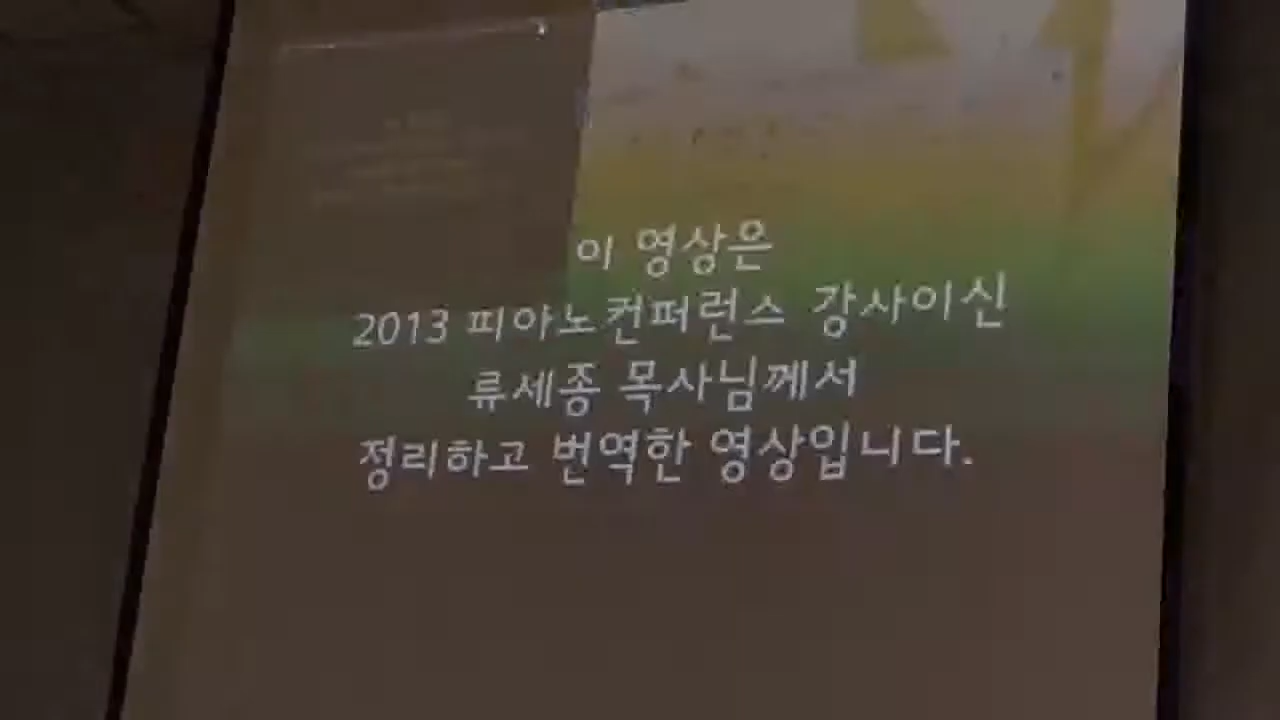 이 영상은
2013 피아노컨퍼런스 강사이신
류세종 목사님께서
정리하고 번역한 영상입니다.